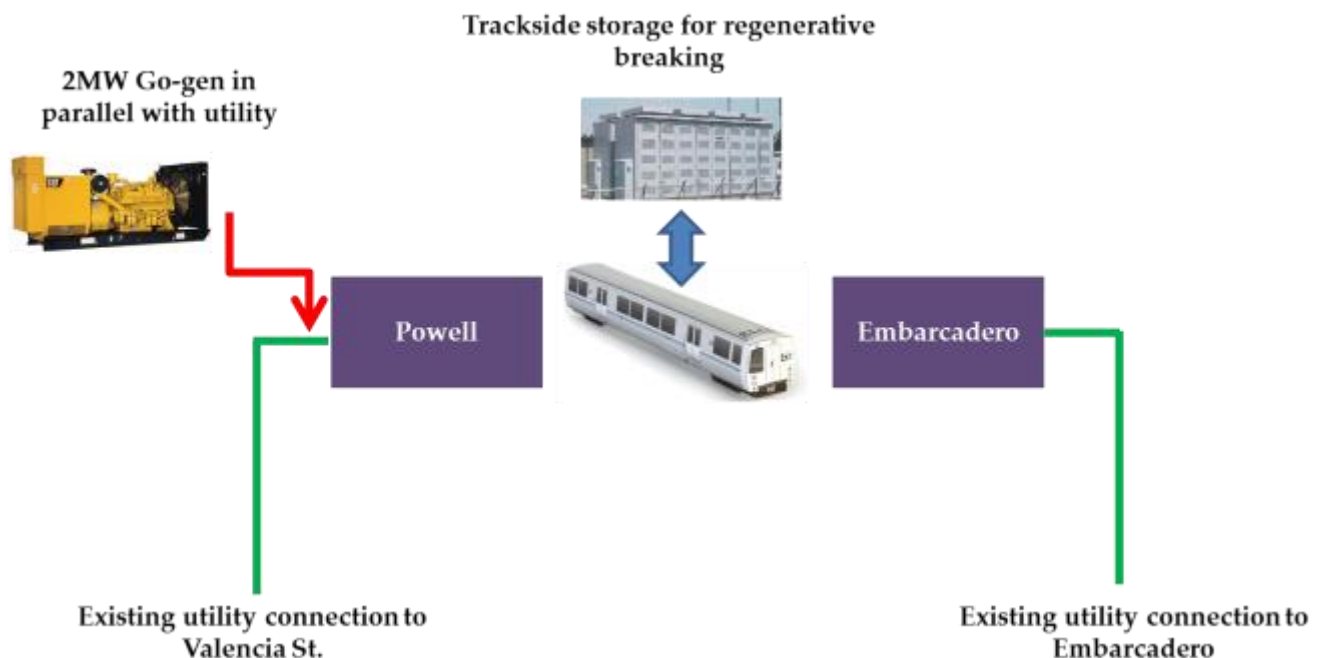 Trackside storage for regenerative
breaking
2MW Go-gen in
parallel with utility
Powell
Embarcadero
Existing utility connection to
Valencia St.
Existing utility connection to
Embarcadero